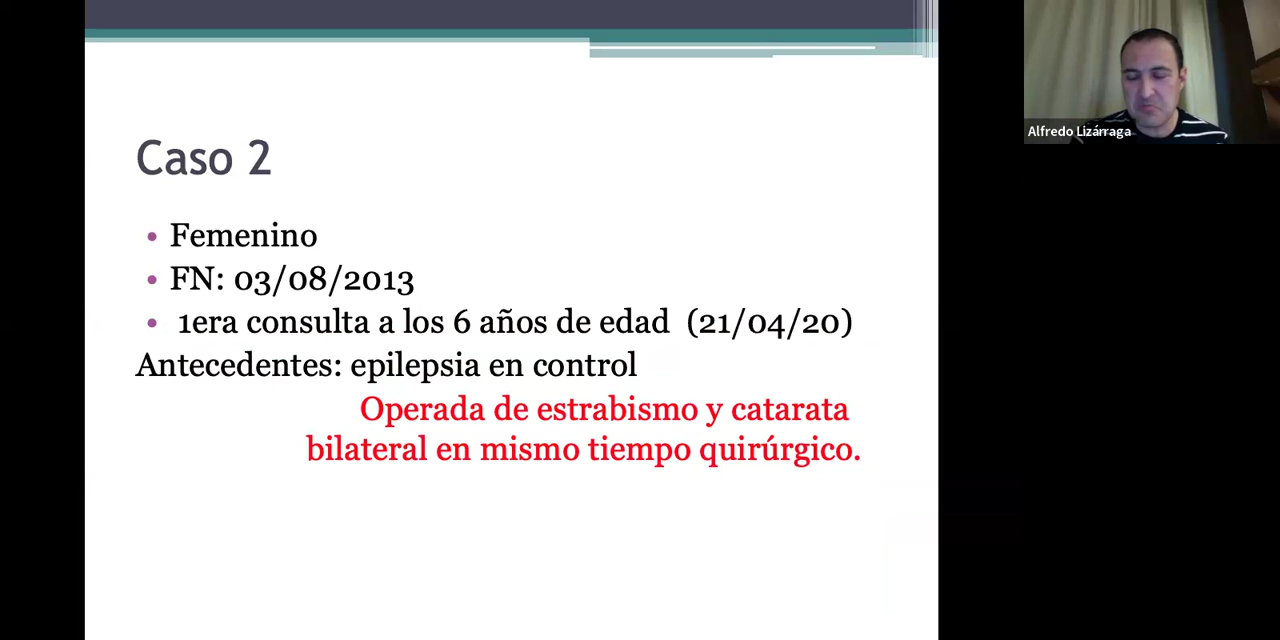 Alfredo Lizárraga
Caso 2
• Femenino
• FN: 03/08/2013
• 1era consulta a los 6 años de edad (21/04/20)
Antecedentes: epilepsia en control
Operada de estrabismo y catarata
bilateral en mismo tiempo quirúrgico.